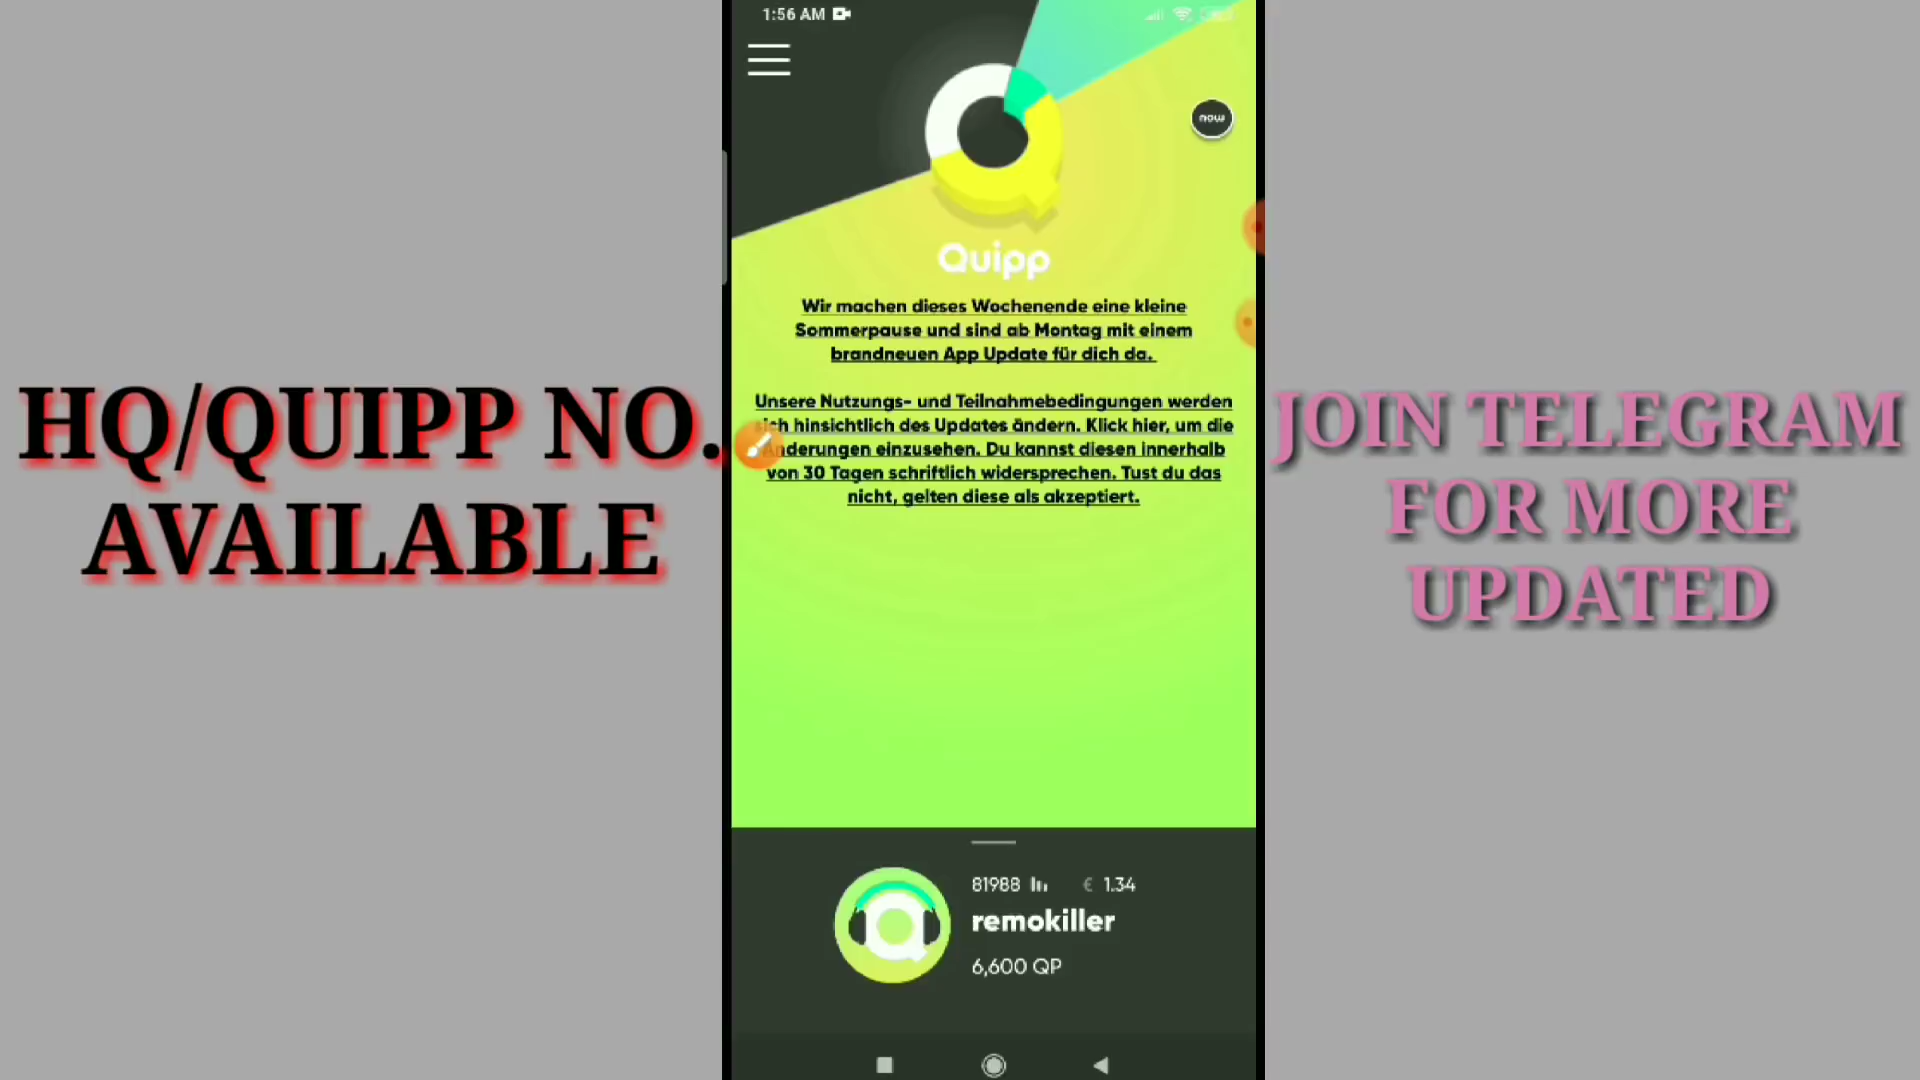 1:56 AM
now
Quipp
Wir machen dieses Wochenende eine kleine
Sommerpause und sind ab Montag mit einem
brandneuen App Update für dich da.
Unsere Nutzungs- und Teilnahmebedingungen werden
sich hinsichtlich des Updates ändern. Klick hier, um die
Änderungen einzusehen. Du kannst diesen innerhalb
von 30 Tagen schriftlich widersprechen. Tust du das
nicht, gelten diese als akzeptiert.
HQ/QUIPP NO.
AVAILABLE
JOIN TELEGRAM
FOR MORE
UPDATED
81988 € 1.34
remokiller
6,600 QP